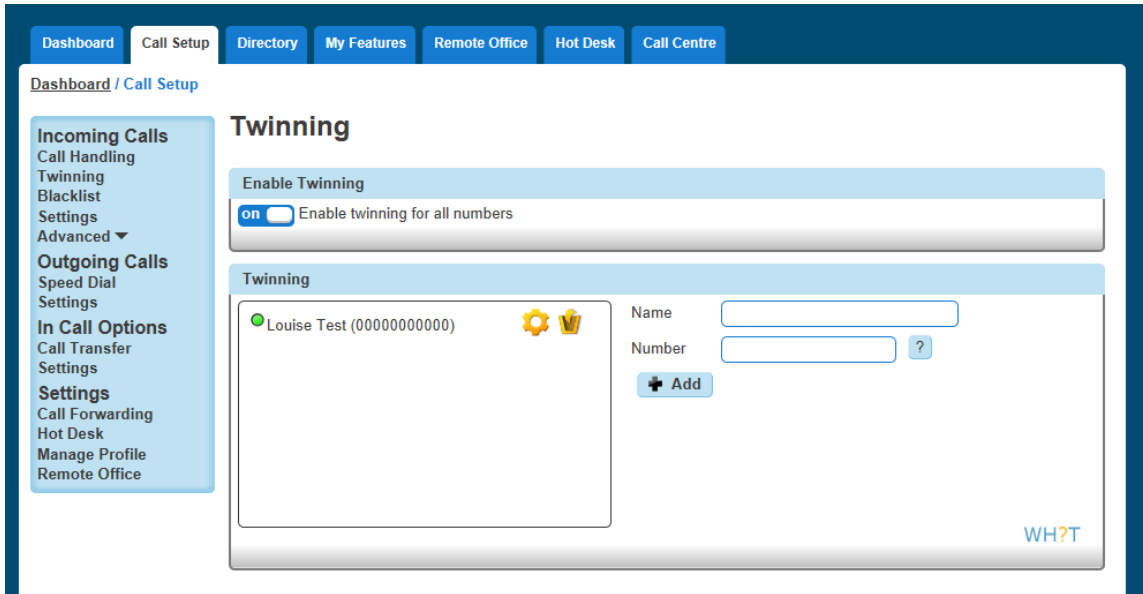 Dashboard Call Setup Directory My Features Remote Office Hot Desk Call Centre
Dashboard / Call Setup
Incoming Calls
Call Handling
Twinning
Blacklist
Settings
Advanced
Outgoing Calls
Speed Dial
Settings
In Call Options
Call Transfer
Settings
Settings
Call Forwarding
Hot Desk
Manage Profile
Remote Office
Twinning
Enable Twinning
on Enable twinning for all numbers
Twinning
Louise Test (00000000000)
Name
Number ?
Add
WH?T